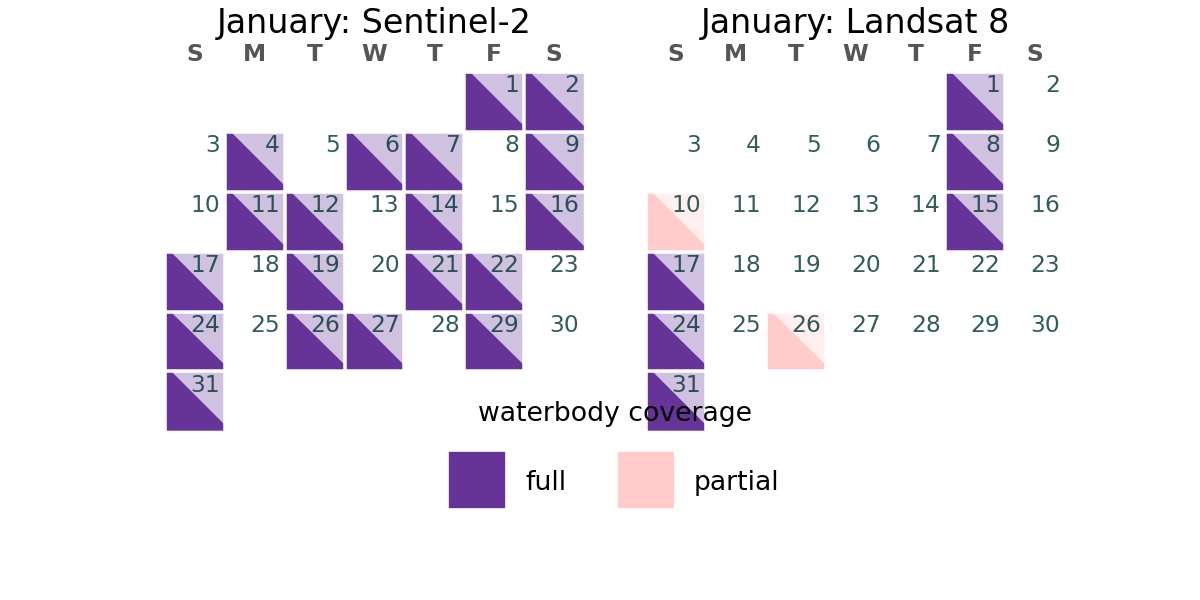 January: Sentinel-2
S M T W T F S
1 2
3 4 5 6 7 8 9
10 11 12 13 14 15 16
17 18 19 20 21 22 23
24 25 26 27 28 29 30
31
January: Landsat 8
S M T W T F S
1 2
3 4 5 6 7 8 9
10 11 12 13 14 15 16
17 18 19 20 21 22 23
24 25 26 27 28 29 30
31
waterbody coverage
full partial